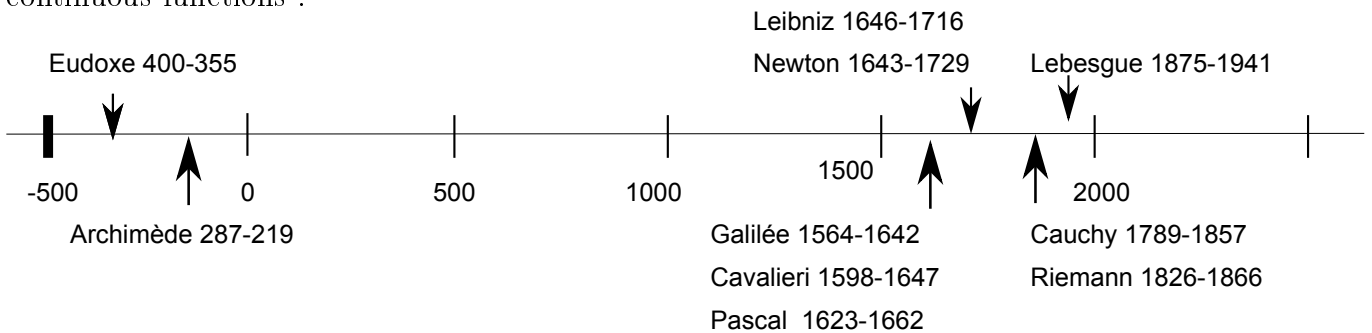 continuous functions .
Leibniz 1646-1716
Eudoxe 400-355
Newton 1643-1729
Lebesgue 1875-1941
-500
0
500
1000
1500
2000
Archimède 287-219
Galilée 1564-1642
Cavalieri 1598-1647
Pascal 1623-1662
Cauchy 1789-1857
Riemann 1826-1866